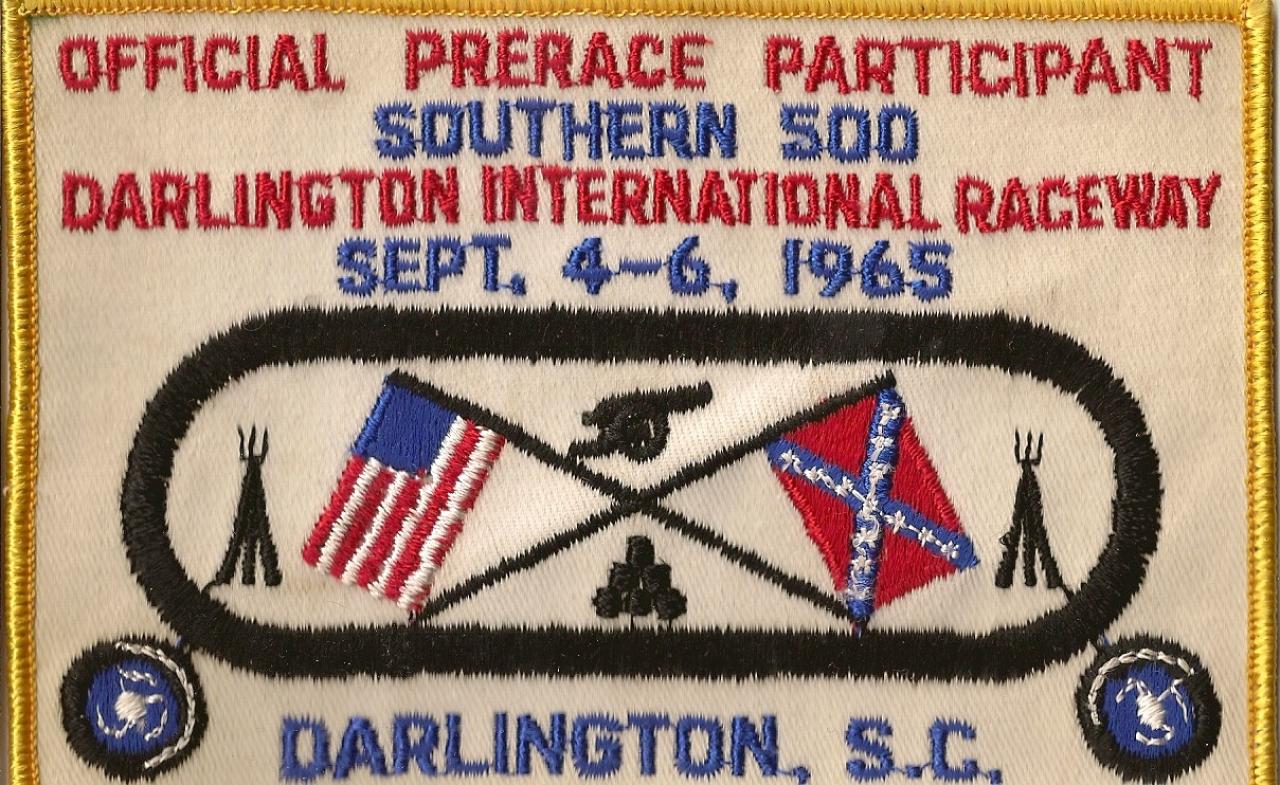 OFFICIAL PRERACE PARTICIPANT
SOUTHERN 500
DARLINGTON INTERNATIONAL RACEWAY
SEPT. 4-6, 1965
DARLINGTON, S.C.